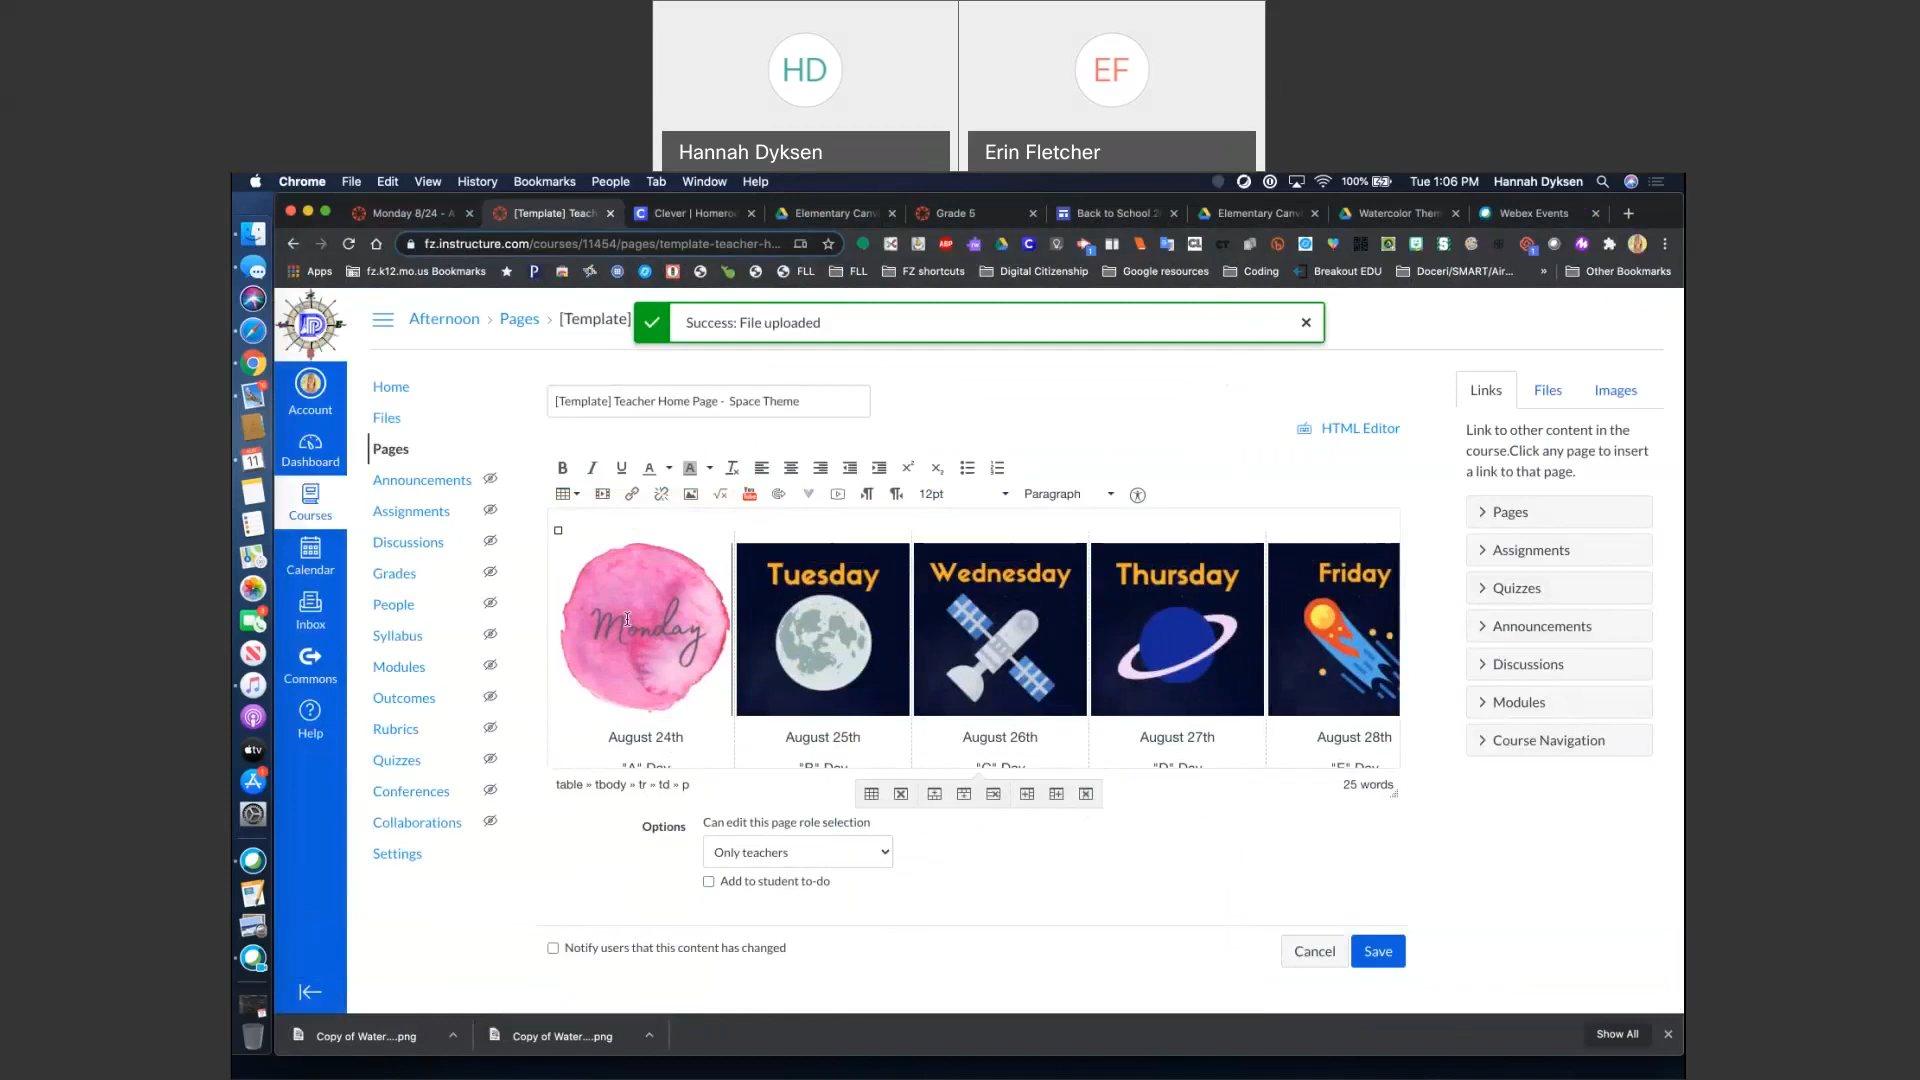 HD
EF
Hannah Dyksen
Erin Fletcher
Chrome File Edit View History Bookmarks People Tab Window Help
100% Tue 1:06 PM Hannah Dyksen
Monday 8/24 - A
[Template] Teach
Clever | Homero
Elementary Canv
Grade 5
Back to School 2
Elementary Canv
Watercolor Them
Webex Events
fz.instructure.com/courses/11454/pages/template-teacher-h...
Apps
fz.k12.mo.us Bookmarks
FLL
FLL
FZ shortcuts
Digital Citizenship
Google resources
Coding
Breakout EDU
Doceri/SMART/Air...
»
Other Bookmarks
Afternoon › Pages › [Template]
Success: File uploaded
Account
Dashboard
Courses
Calendar
Inbox
Commons
Help
Home
Files
Pages
Announcements
Assignments
Discussions
Grades
People
Syllabus
Modules
Outcomes
Rubrics
Quizzes
Conferences
Collaborations
Settings
[Template] Teacher Home Page - Space Theme
HTML Editor
12pt
Paragraph
Monday
Tuesday
Wednesday
Thursday
Friday
August 24th
August 25th
August 26th
August 27th
August 28th
"A" Day
"B" Day
"C" Day
"D" Day
"E" Day
table » tbody » tr » td » p
25 words
Options
Can edit this page role selection
Only teachers
Add to student to-do
Notify users that this content has changed
Cancel
Save
Links
Files
Images
Link to other content in the
course.Click any page to insert
a link to that page.
Pages
Assignments
Quizzes
Announcements
Discussions
Modules
Course Navigation
Copy of Water....png
Copy of Water....png
Show All